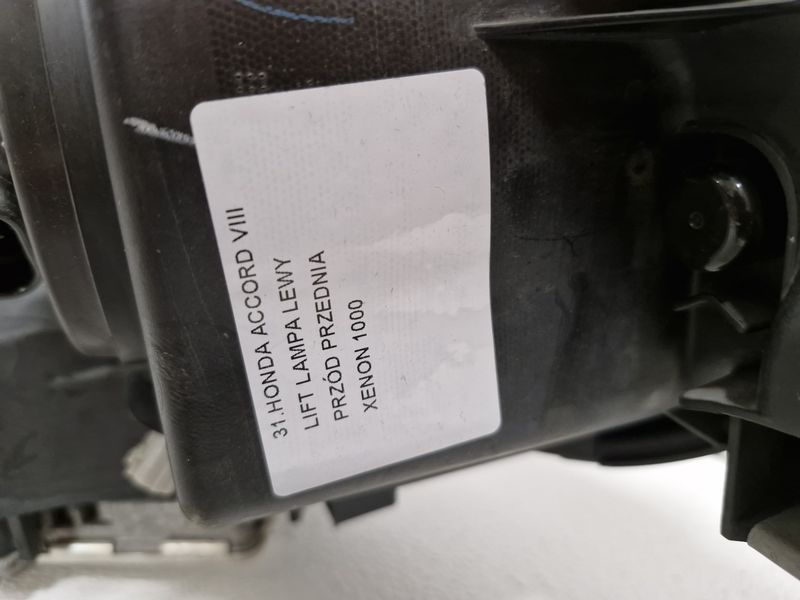 31.HONDA ACCORD VIII
LIFT LAMPA LEWY
PRZÓD PRZEDNIA
XENON 1000